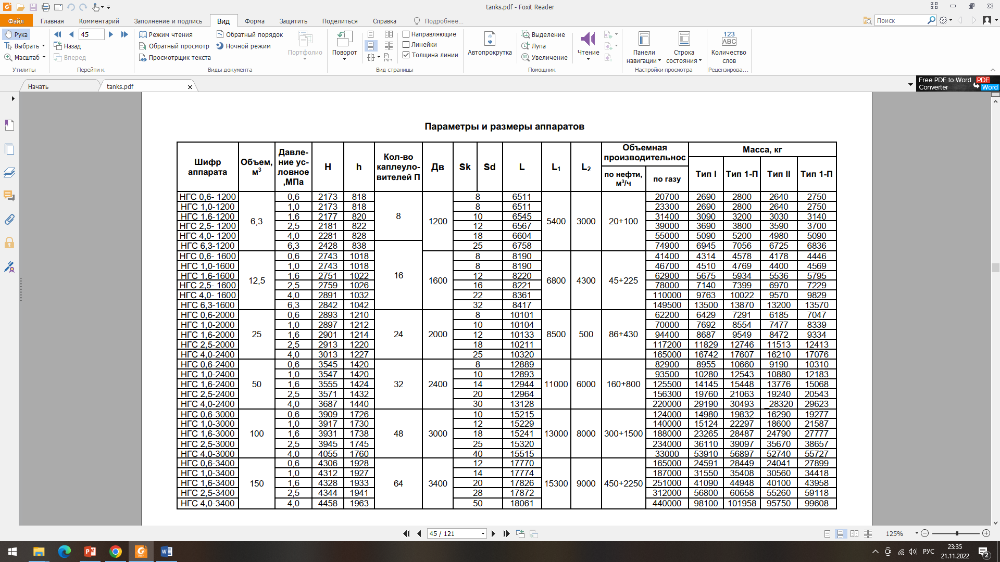 tanks.pdf - Foxit Reader
Файл Главная Комментарий Заполнение и подпись Вид Форма Защитить Поделиться Справка Подробнее... Поиск
Рука 45 Режим чтения Обратный порядок Направляющие Выделение
Выбрать Назад Обратный просмотр Ночной режим Линейки Лупа
Масштаб Вперед Просмотрщик текста Портфолио Поворот Толщина линии Автопрокрутка Увеличение Чтение Панели навигации Строка состояния 123 ABC Количество слов
Утилиты Перейти к Виды документа Вид страницы Помощник Настройки просмотра Рецензирова...
Начать tanks.pdf
Free PDF to Word PDF
Converter Word
Параметры и размеры аппаратов
Шифр аппарата Объем, м³ Давле-ние ус-ловное ,МПа H h Кол-во каплеуло-вителей П Дв Sk Sd L L₁ L₂ Объемная производительнос Масса, кг
по нефти, м³/ч по газу Тип I Тип 1-П Тип II Тип 1-П
НГС 0,6- 1200 6,3 0,6 2173 818 8 1200 8 6511 5400 3000 20+100 20700 2690 2800 2640 2750
НГС 1,0-1200 1,0 2173 818 8 6511 23300 2690 2800 2640 2750
НГС 1,6-1200 1,6 2177 820 10 6545 31400 3090 3200 3030 3140
НГС 2,5- 1200 2,5 2181 822 12 6567 39000 3690 3800 3590 3700
НГС 4,0- 1200 4,0 2281 828 18 6604 55000 5090 5200 4980 5090
НГС 6,3-1200 6,3 2428 838 16 25 6758 74900 6945 7056 6725 6836
НГС 0,6- 1600 12,5 0,6 2743 1018 1600 8 8190 6800 4300 45+225 41400 4314 4578 4178 4446
НГС 1,0-1600 1,0 2743 1018 8 8190 46700 4510 4769 4400 4569
НГС 1,6-1600 1,6 2751 1022 12 8220 62900 5675 5934 5536 5795
НГС 2,5- 1600 2,5 2759 1026 16 8221 78000 7140 7399 6970 7229
НГС 4,0- 1600 4,0 2891 1032 22 8361 110000 9763 10022 9570 9829
НГС 6,3-1600 6,3 2842 1042 32 8417 149500 13500 13870 13200 13570
НГС 0,6-2000 25 0,6 2893 1210 24 2000 8 10101 8500 500 86+430 62200 6429 7291 6185 7047
НГС 1,0-2000 1,0 2897 1212 10 10104 70000 7692 8554 7477 8339
НГС 1,6-2000 1,6 2901 1214 12 10133 94400 8687 9549 8472 9334
НГС 2,5-2000 2,5 2913 1220 18 10211 117200 11829 12746 11513 12413
НГС 4,0-2400 4,0 3013 1227 25 10320 165000 16742 17607 16210 17076
НГС 0,6-2400 50 0,6 3545 1420 32 2400 8 12889 11000 6000 160+800 82900 8955 10660 9190 10310
НГС 1,0-2400 1,0 3547 1420 10 12893 93500 10280 12543 10880 12183
НГС 1,6-2400 1,6 3555 1424 14 12944 125500 14145 15448 13776 15068
НГС 2,5-2400 2,5 3571 1432 20 12964 156300 19760 21063 19240 20543
НГС 4,0-2400 4,0 3687 1440 30 13128 220000 29190 30493 _28320 29623
НГС 0,6-3000 100 0,6 3909 1726 48 3000 10 15215 13000 8000 300+1500 124000 14980 19832 16290 19277
НГС 1,0-3000 1,0 3917 1730 12 15229 140000 15124 22297 18600 21587
НГС 1,6-3000 1,6 3931 1738 18 15241 188000 23265 28487 24790 27777
НГС 2,5-3000 2,5 3945 1745 25 15320 234000 36110 39097 35670 38657
НГС 4,0-3000 4,0 4055 1760 40 15515 33000 53910 56897 52740 55727
НГС 0,6-3400 150 0,6 4306 1928 64 3400 12 17770 15300 9000 450+2250 165000 24591 28449 24041 27899
НГС 1,0-3400 1,0 4312 1927 14 17774 187000 31550 35408 30560 34418
НГС 1,6-3400 1,6 4328 1933 20 17826 251000 41090 44948 40100 43958
НГС 2,5-3400 2,5 4344 1941 28 17872 312000 56800 60658 55260 59118
НГС 4,0-3400 4,0 4458 1963 50 18061 440000 98100 101958 95750 99608
45 / 121 125%
РУС 23:35
21.11.2022 2